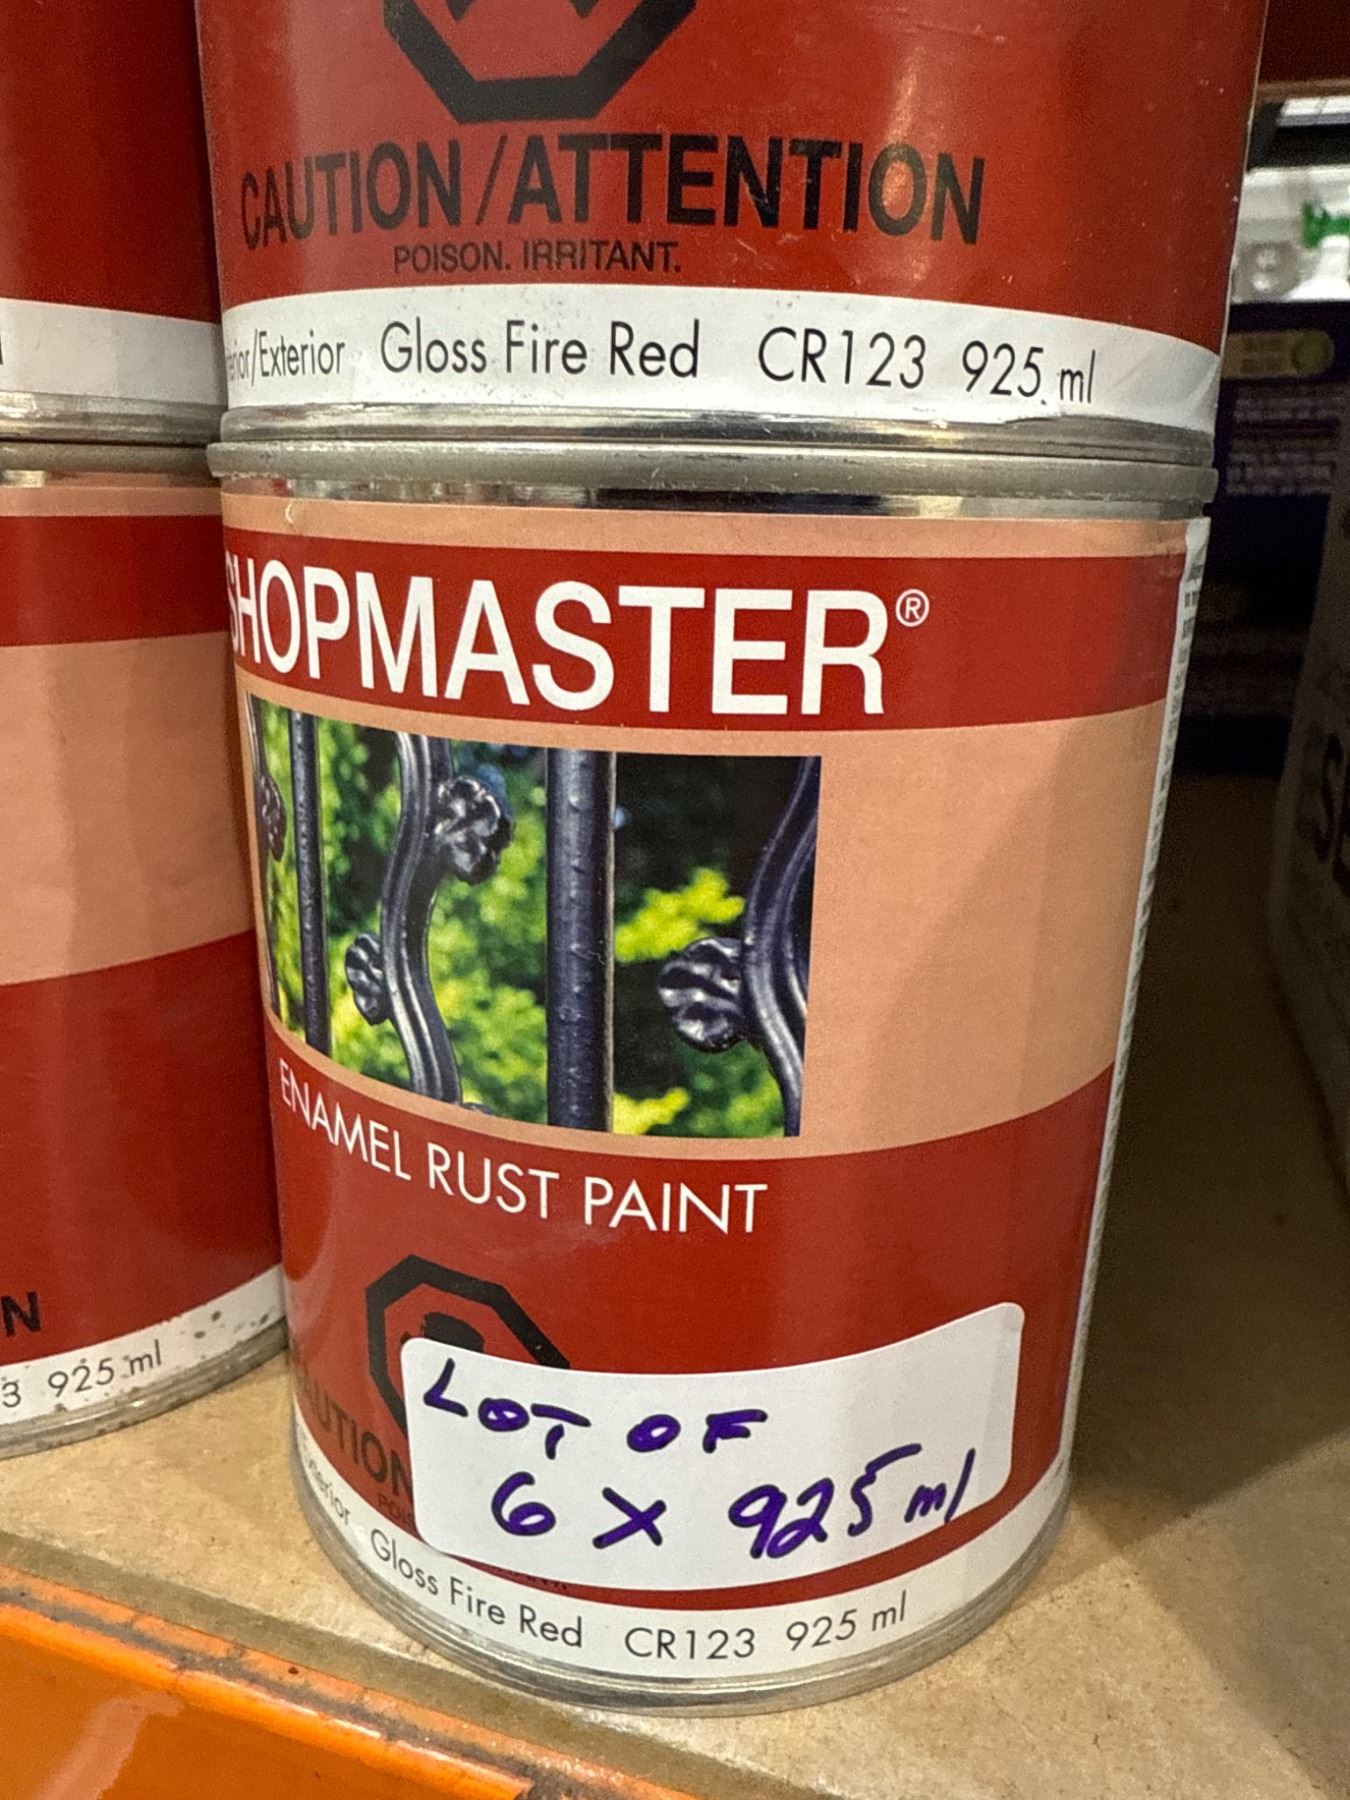 CAUTION/ATTENTION
POISON. IRRITANT.
Exterior Gloss Fire Red CR123 925 ml
SHOPMASTER®
ENAMEL RUST PAINT
N
3 925 ml
LOT OF
6 X 925 ml
Gloss Fire Red CR123 925 ml